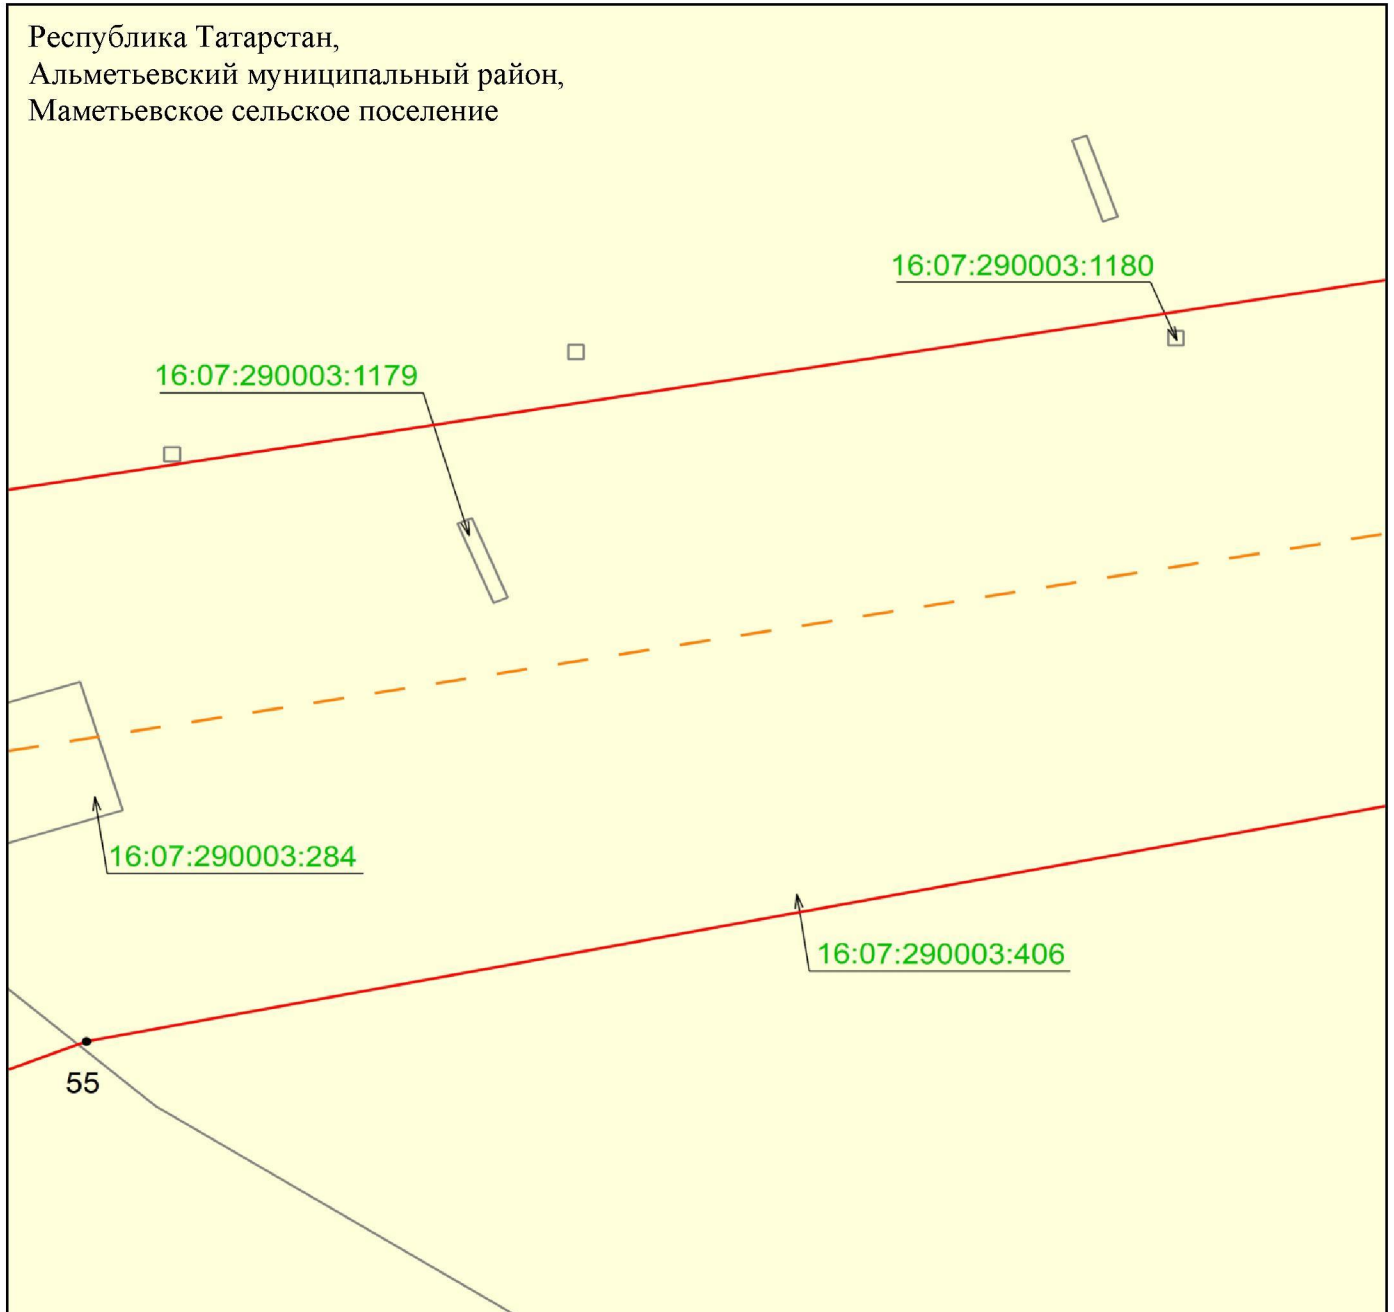 Республика Татарстан,
Альметьевский муниципальный район,
Маметьевское сельское поселение
16:07:290003:1180
16:07:290003:1179
16:07:290003:284
16:07:290003:406
55